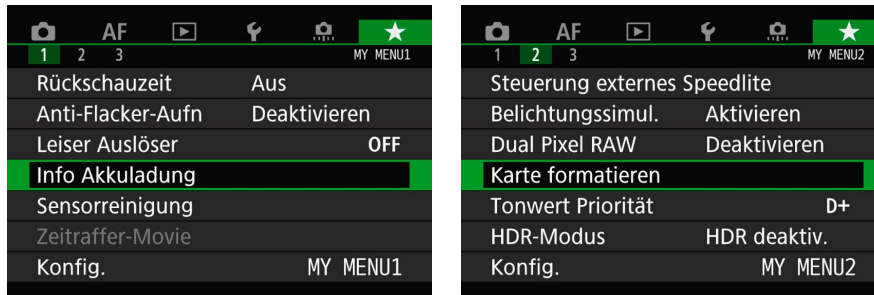 AF
1 2 3 MY MENU1
Rückschauzeit Aus
Anti-Flacker-Aufn Deaktivieren
Leiser Auslöser OFF
Info Akkuladung
Sensorreinigung
Zeitraffer-Movie
Konfig. MY MENU1
AF
1 2 3 MY MENU2
Steuerung externes Speedlite
Belichtungssimul. Aktivieren
Dual Pixel RAW Deaktivieren
Karte formatieren
Tonwert Priorität D+
HDR-Modus HDR deaktiv.
Konfig. MY MENU2